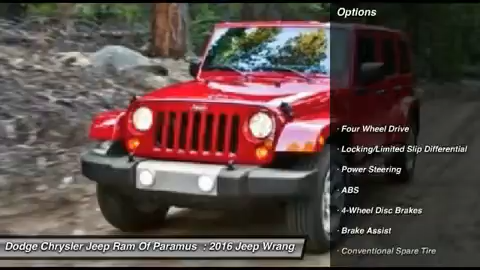 Options
· Four Wheel Drive
· Locking/Limited Slip Differential
· Power Steering
· ABS
· 4-Wheel Disc Brakes
· Brake Assist
· Conventional Spare Tire
Dodge Chrysler Jeep Ram Of Paramus : 2016 Jeep Wrang